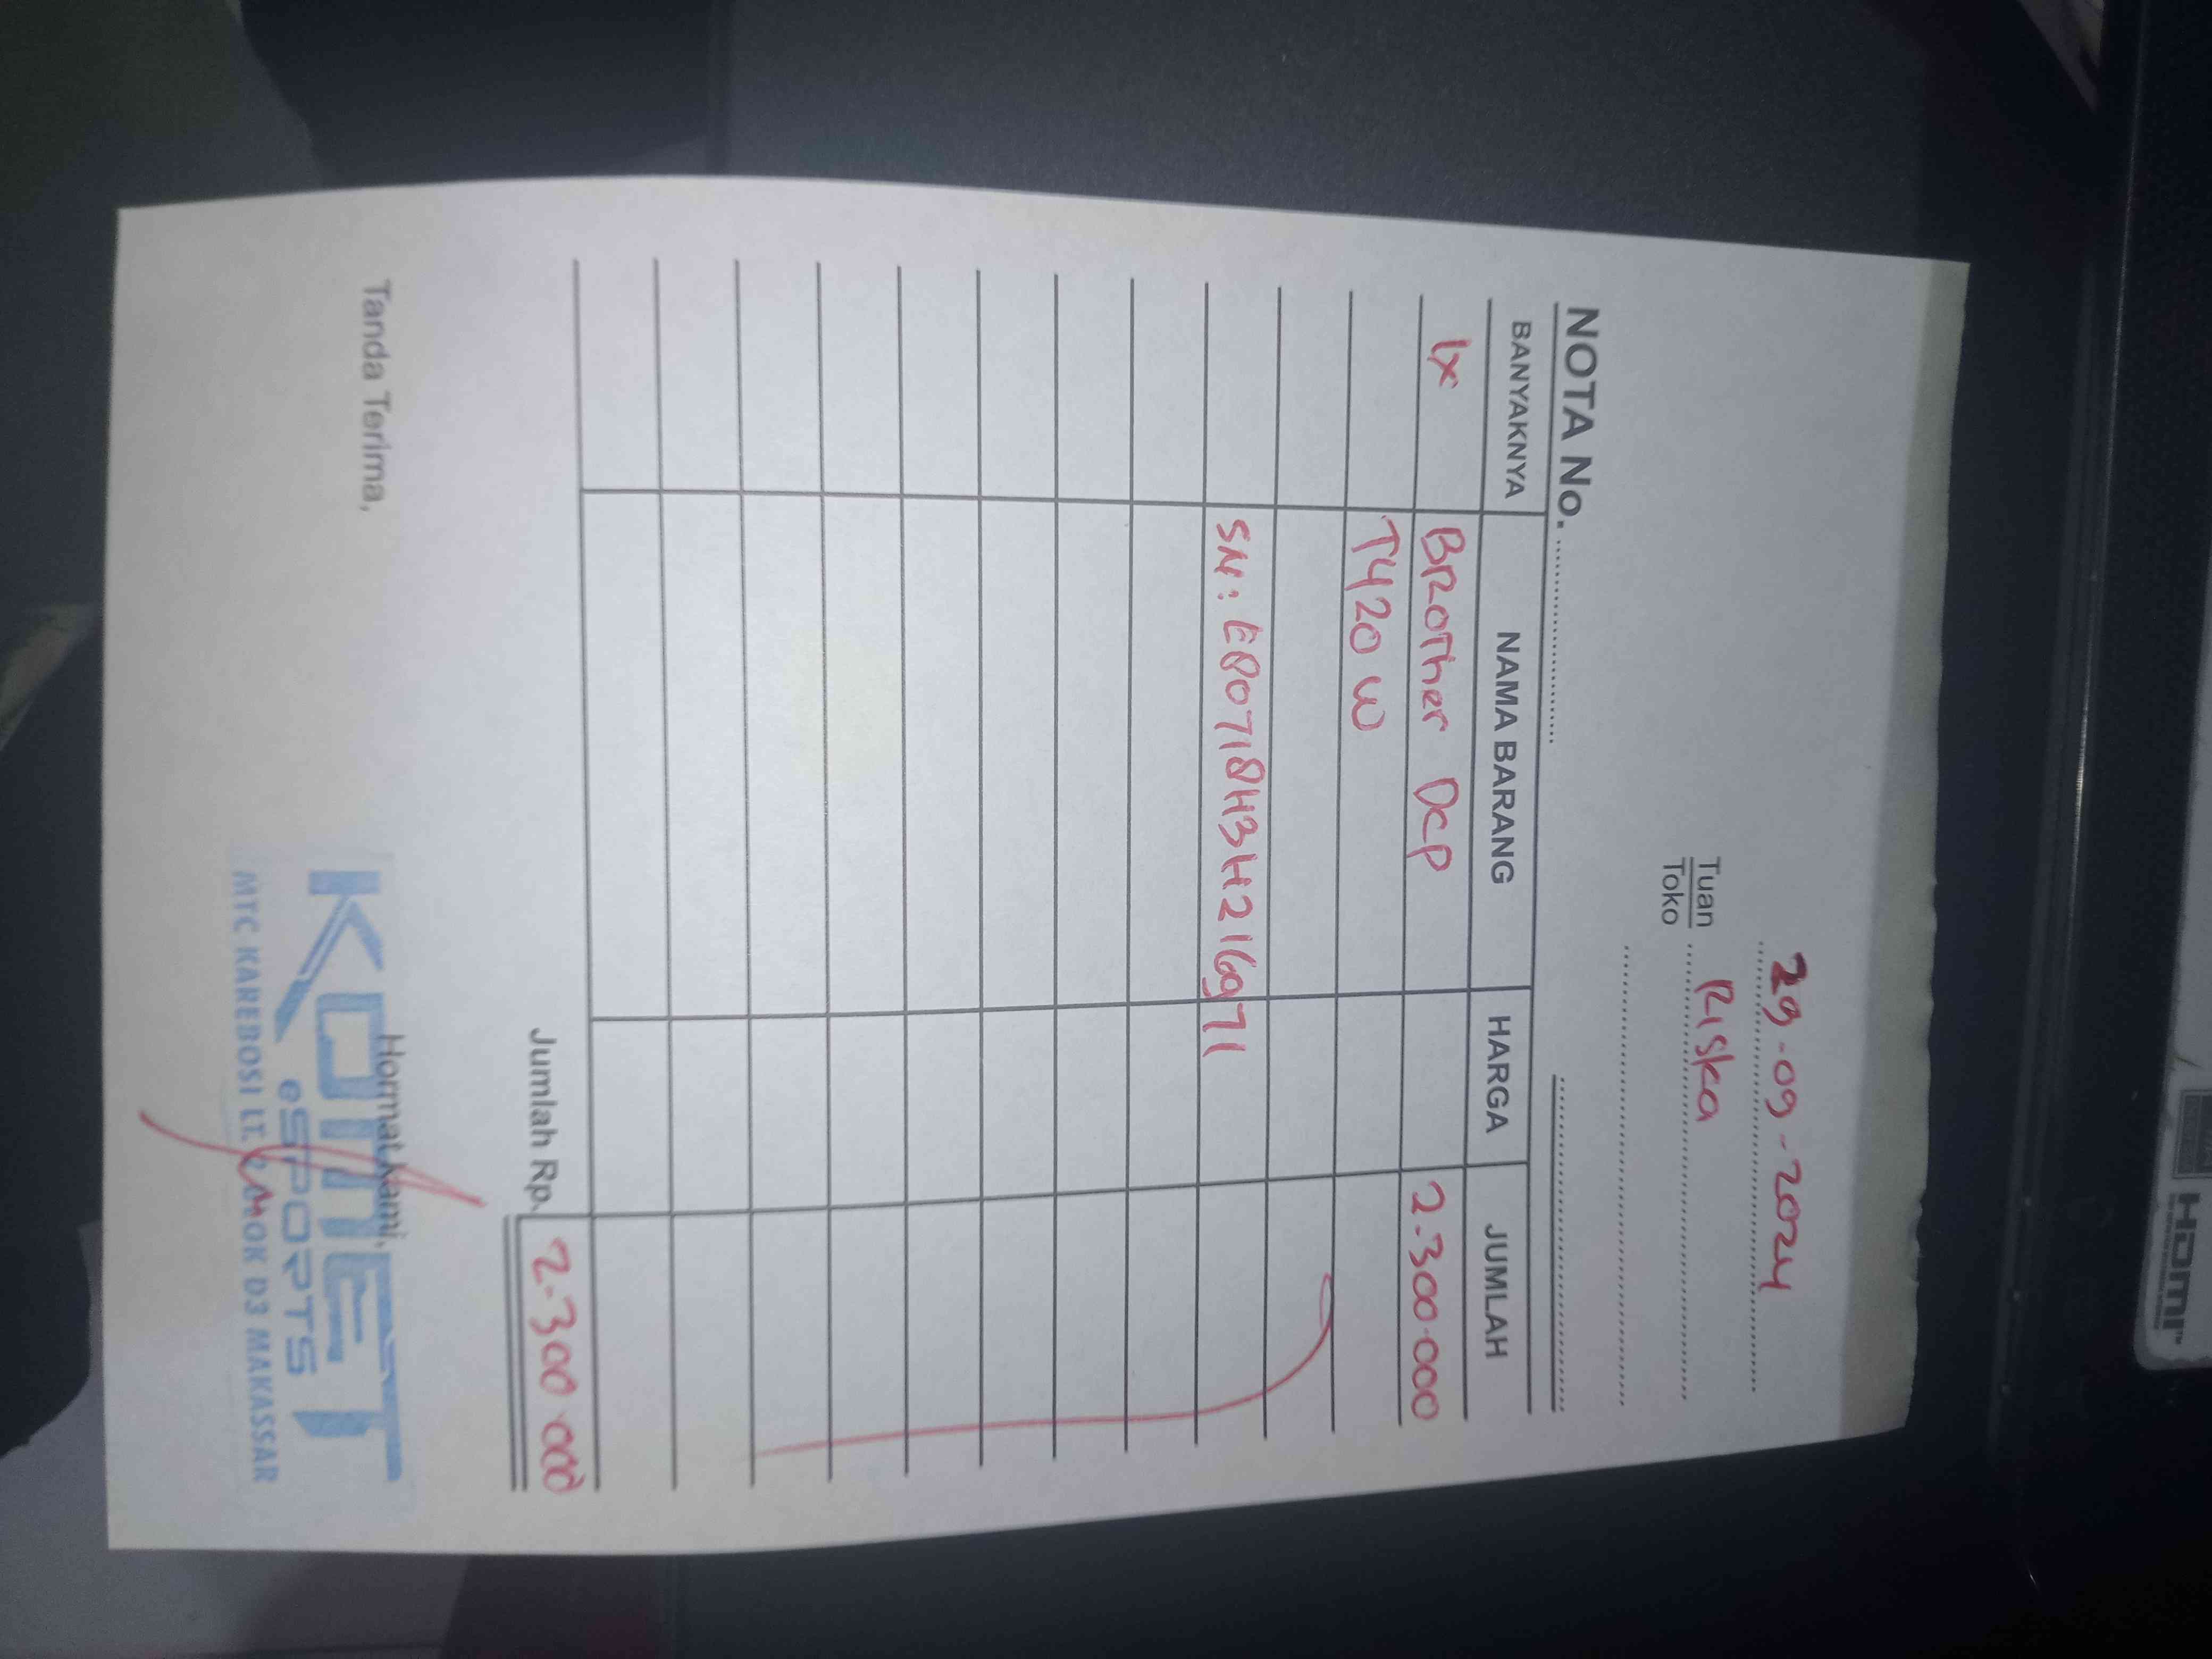 29-09-2024
Tuan Riska
Toko
NOTA No.
BANYAKNYA NAMA BARANG HARGA JUMLAH
1x Brother DCP 2.300.000
T420W
SN: E80718H3H216971
Jumlah Rp. 2.300.000
Tanda Terima, Hormat kami,
KOMET
eSPORTS
MTC KAREBOSI LT. 2 BLOK D3 MAKASSAR
HOMI™